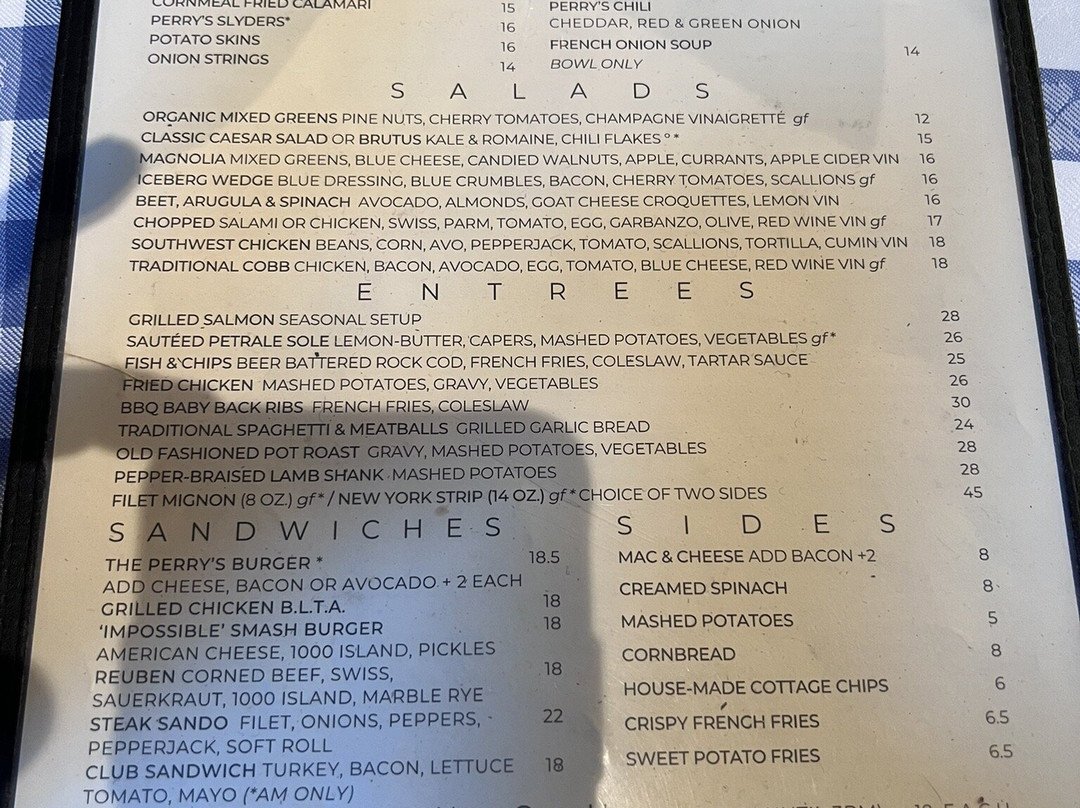 CORNMEAL FRIED CALAMARI 15
PERRY'S SLYDERS* 16
POTATO SKINS 16
ONION STRINGS 14
PERRY'S CHILI
CHEDDAR, RED & GREEN ONION
FRENCH ONION SOUP 14
BOWL ONLY
SALADS
ORGANIC MIXED GREENS PINE NUTS, CHERRY TOMATOES, CHAMPAGNE VINAIGRETTE gf 12
CLASSIC CAESAR SALAD OR BRUTUS KALE & ROMAINE, CHILI FLAKES º * 15
MAGNOLIA MIXED GREENS, BLUE CHEESE, CANDIED WALNUTS, APPLE, CURRANTS, APPLE CIDER VIN 16
ICEBERG WEDGE BLUE DRESSING, BLUE CRUMBLES, BACON, CHERRY TOMATOES, SCALLIONS gf 16
BEET, ARUGULA & SPINACH AVOCADO, ALMONDS, GOAT CHEESE CROQUETTES, LEMON VIN 16
CHOPPED SALAMI OR CHICKEN, SWISS, PARM, TOMATO, EGG, GARBANZO, OLIVE, RED WINE VIN gf 17
SOUTHWEST CHICKEN BEANS, CORN, AVO, PEPPERJACK, TOMATO, SCALLIONS, TORTILLA, CUMIN VIN 18
TRADITIONAL COBB CHICKEN, BACON, AVOCADO, EGG, TOMATO, BLUE CHEESE, RED WINE VIN gf 18
ENTREES
GRILLED SALMON SEASONAL SETUP 28
SAUTÉED PETRALE SOLE LEMON-BUTTER, CAPERS, MASHED POTATOES, VEGETABLES gf* 26
FISH & CHIPS BEER BATTERED ROCK COD, FRENCH FRIES, COLESLAW, TARTAR SAUCE 25
FRIED CHICKEN MASHED POTATOES, GRAVY, VEGETABLES 26
BBQ BABY BACK RIBS FRENCH FRIES, COLESLAW 30
TRADITIONAL SPAGHETTI & MEATBALLS GRILLED GARLIC BREAD 24
OLD FASHIONED POT ROAST GRAVY, MASHED POTATOES, VEGETABLES 28
PEPPER-BRAISED LAMB SHANK MASHED POTATOES 28
FILET MIGNON (8 OZ.) gf* / NEW YORK STRIP (14 OZ.) gf* CHOICE OF TWO SIDES 45
SANDWICHES
THE PERRY'S BURGER * 18.5
ADD CHEESE, BACON OR AVOCADO + 2 EACH
GRILLED CHICKEN B.L.T.A. 18
'IMPOSSIBLE' SMASH BURGER 18
AMERICAN CHEESE, 1000 ISLAND, PICKLES
REUBEN CORNED BEEF, SWISS, 18
SAUERKRAUT, 1000 ISLAND, MARBLE RYE
STEAK SANDO FILET, ONIONS, PEPPERS, 22
PEPPERJACK, SOFT ROLL
CLUB SANDWICH TURKEY, BACON, LETTUCE 18
TOMATO, MAYO (*AM ONLY)
SIDES
MAC & CHEESE ADD BACON +2 8
CREAMED SPINACH 8
MASHED POTATOES 5
CORNBREAD 8
HOUSE-MADE COTTAGE CHIPS 6
CRISPY FRENCH FRIES 6.5
SWEET POTATO FRIES 6.5